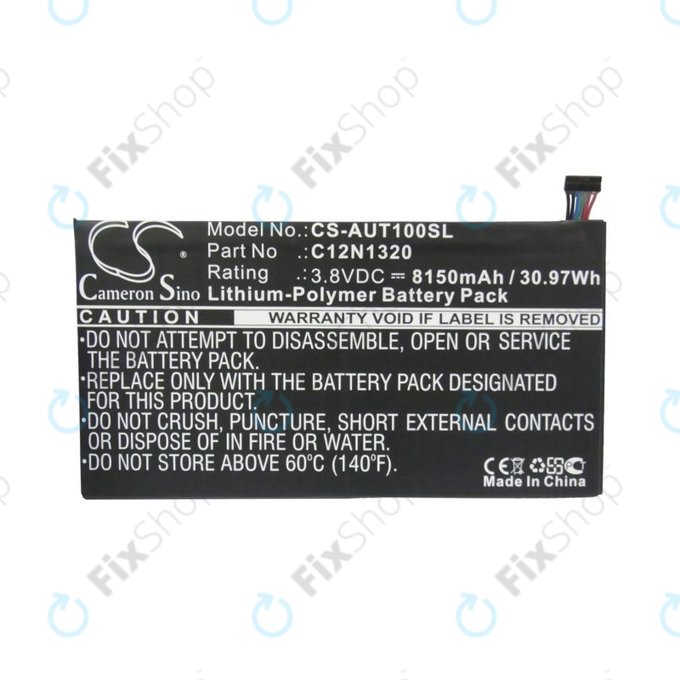 Model No.: CS-AUT100SL
Part No : C12N1320
Rating : 3.8VDC ⎓ 8150mAh / 30.97Wh
Lithium-Polymer Battery Pack
CS
Cameron Sino
CAUTION WARRANTY VOID IF LABEL IS REMOVED
•DO NOT ATTEMPT TO DISASSEMBLE, OPEN OR SERVICE
THE BATTERY PACK.
•REPLACE ONLY WITH THE BATTERY PACK DESIGNATED
FOR THIS PRODUCT.
•DO NOT CRUSH, PUNCTURE, SHORT EXTERNAL CONTACTS
OR DISPOSE OF IN FIRE OR WATER.
•DO NOT STORE ABOVE 60°C (140°F).
CE
Made In China
FixShop
FixShop
FixShop
FixShop
FixShop
FixShop
FixShop
FixShop
FixShop